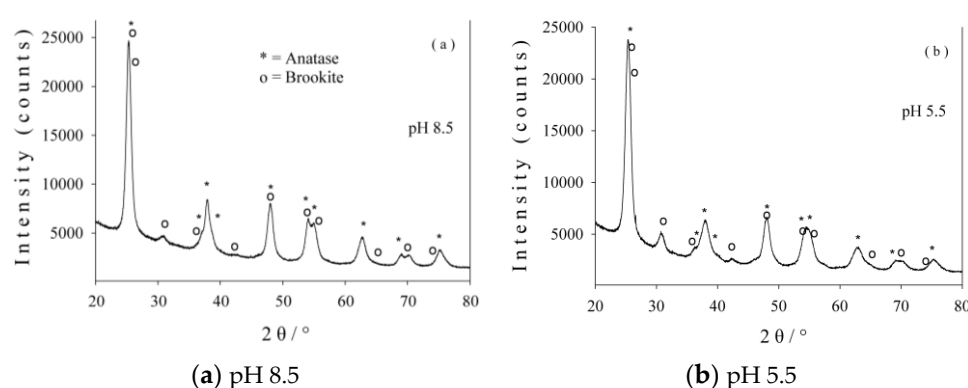 Intensity (counts)
25000
20000
15000
10000
5000
20 30 40 50 60 70 80
2 θ / °
( a )
* = Anatase
o = Brookite
pH 8.5
* o o o o * * * o * o * o * o * o * o o *
(a) pH 8.5
Intensity (counts)
25000
20000
15000
10000
5000
20 30 40 50 60 70 80
2 θ / °
( b )
pH 5.5
* o o o o * * * o * o * o * o * o * o o *
(b) pH 5.5